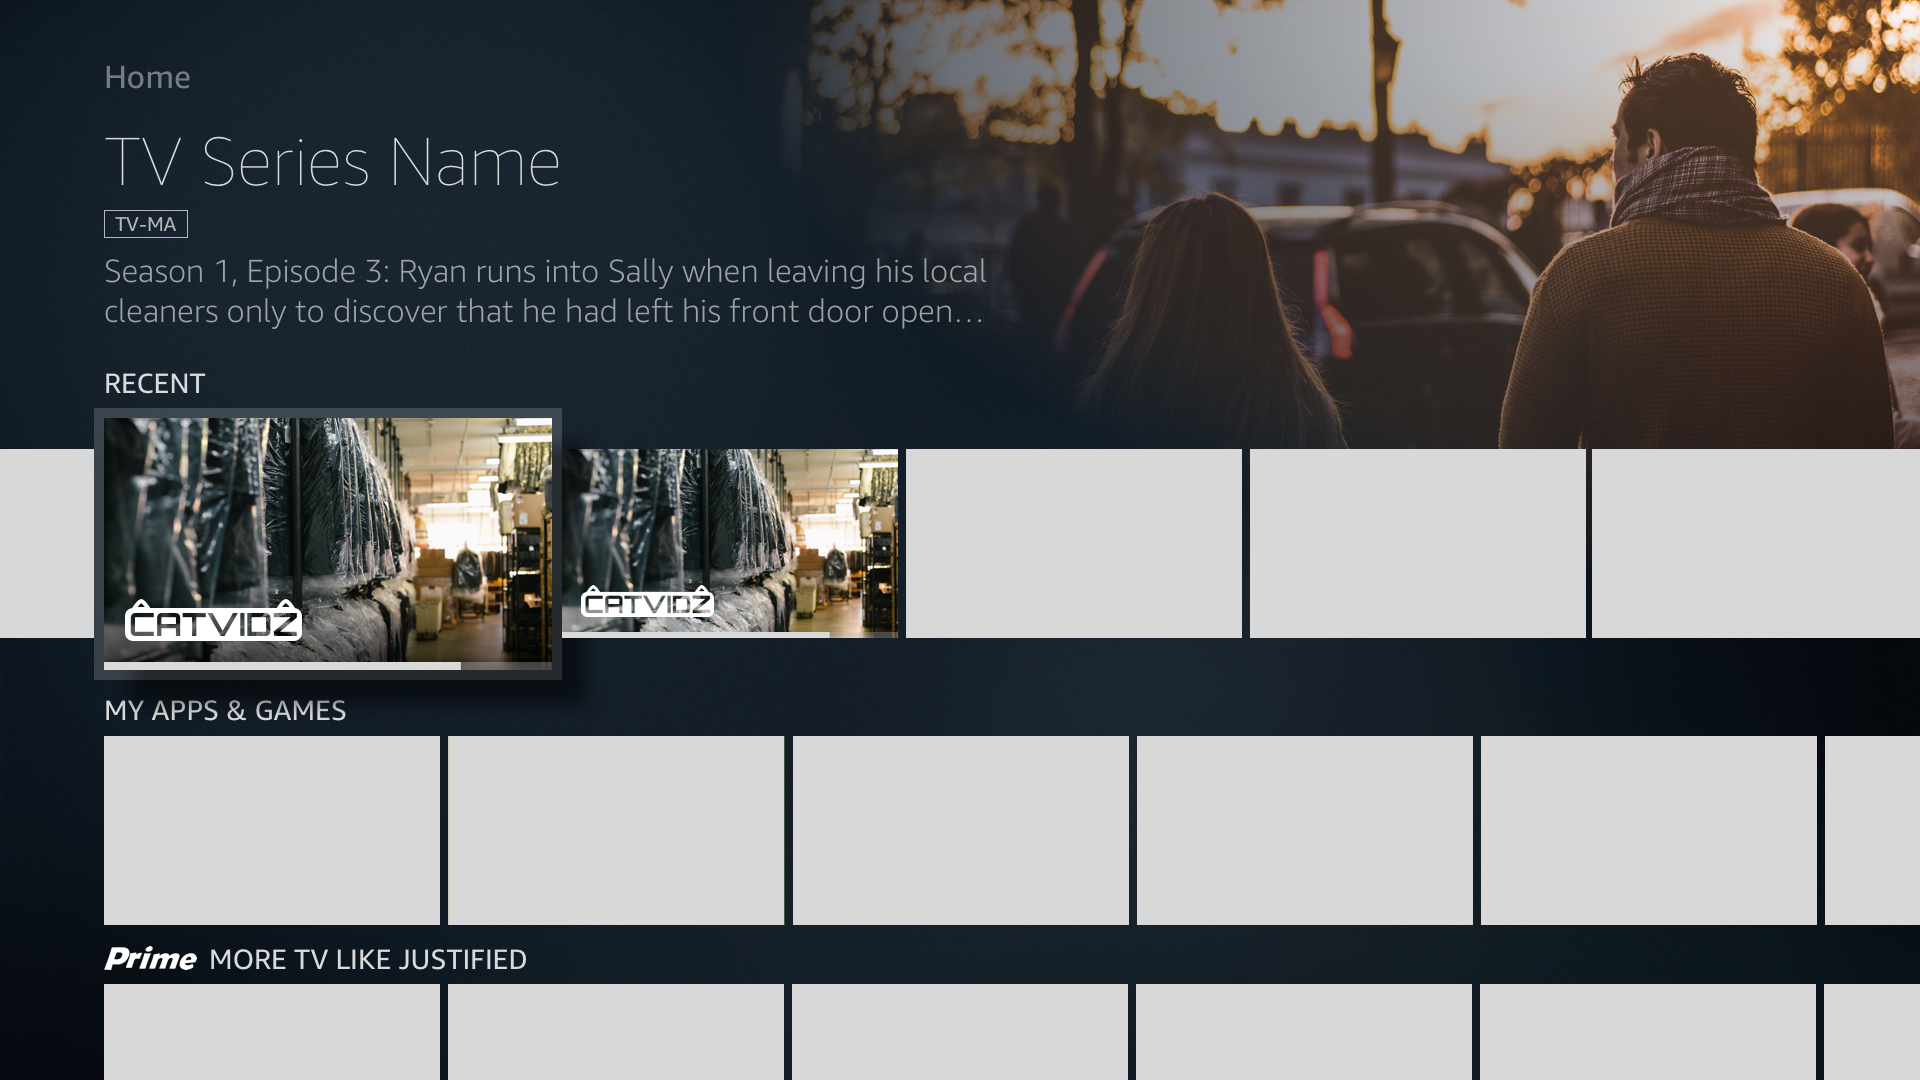 Home
TV Series Name
TV-MA
Season 1, Episode 3: Ryan runs into Sally when leaving his local
cleaners only to discover that he had left his front door open…
RECENT
CATVIDZ
CATVIDZ
MY APPS & GAMES
Prime MORE TV LIKE JUSTIFIED